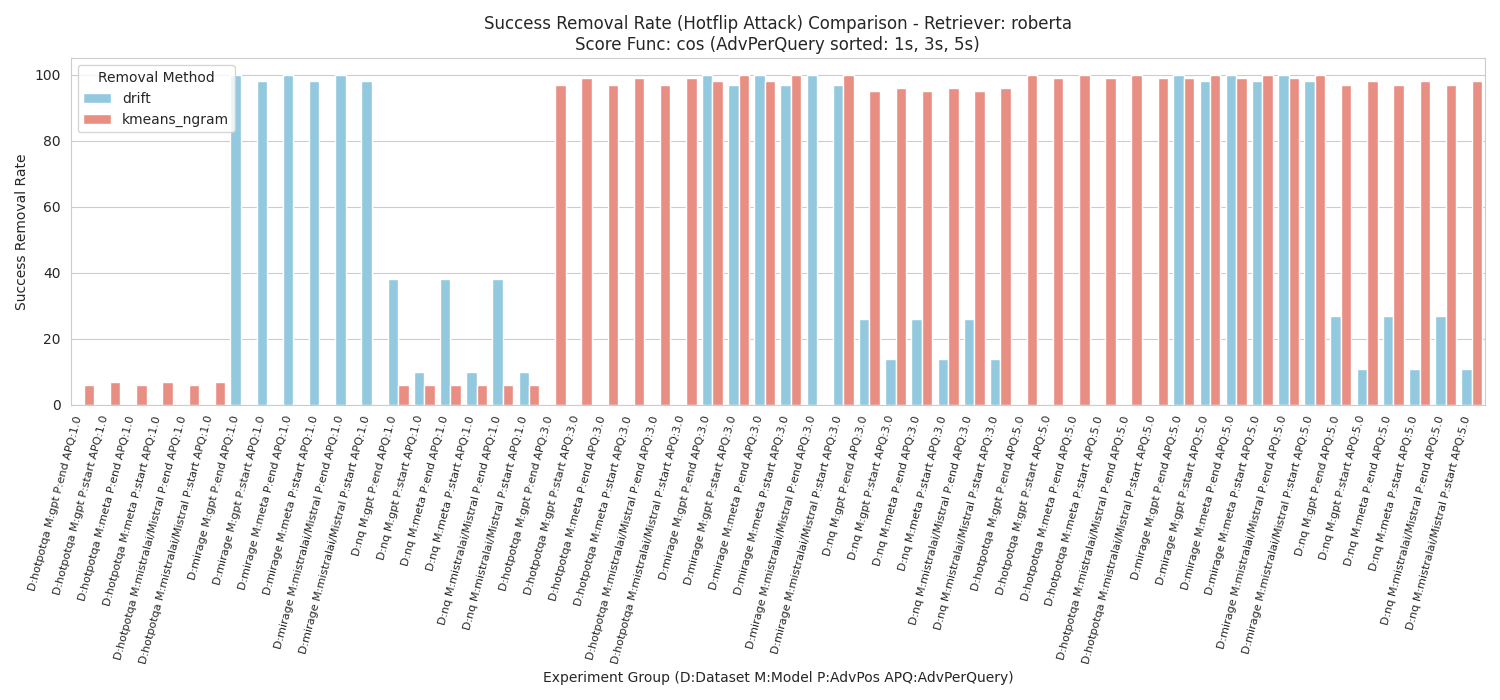 Success Removal Rate (Hotflip Attack) Comparison - Retriever: roberta
Score Func: cos (AdvPerQuery sorted: 1s, 3s, 5s)
Removal Method
drift
kmeans_ngram
Success Removal Rate
100
80
60
40
20
0
D:hotpotqa M:gpt P:end APQ:1.0
D:hotpotqa M:gpt P:start APQ:1.0
D:hotpotqa M:meta P:end APQ:1.0
D:hotpotqa M:meta P:start APQ:1.0
D:hotpotqa M:mistralai/Mistral P:end APQ:1.0
D:hotpotqa M:mistralai/Mistral P:start APQ:1.0
D:mirage M:gpt P:end APQ:1.0
D:mirage M:gpt P:start APQ:1.0
D:mirage M:meta P:end APQ:1.0
D:mirage M:meta P:start APQ:1.0
D:mirage M:mistralai/Mistral P:end APQ:1.0
D:mirage M:mistralai/Mistral P:start APQ:1.0
D:nq M:gpt P:end APQ:1.0
D:nq M:gpt P:start APQ:1.0
D:nq M:meta P:end APQ:1.0
D:nq M:meta P:start APQ:1.0
D:nq M:mistralai/Mistral P:end APQ:1.0
D:nq M:mistralai/Mistral P:start APQ:1.0
D:hotpotqa M:gpt P:end APQ:3.0
D:hotpotqa M:gpt P:start APQ:3.0
D:hotpotqa M:meta P:end APQ:3.0
D:hotpotqa M:meta P:start APQ:3.0
D:hotpotqa M:mistralai/Mistral P:end APQ:3.0
D:hotpotqa M:mistralai/Mistral P:start APQ:3.0
D:mirage M:gpt P:end APQ:3.0
D:mirage M:gpt P:start APQ:3.0
D:mirage M:meta P:end APQ:3.0
D:mirage M:meta P:start APQ:3.0
D:mirage M:mistralai/Mistral P:end APQ:3.0
D:mirage M:mistralai/Mistral P:start APQ:3.0
D:nq M:gpt P:end APQ:3.0
D:nq M:gpt P:start APQ:3.0
D:nq M:meta P:end APQ:3.0
D:nq M:meta P:start APQ:3.0
D:nq M:mistralai/Mistral P:end APQ:3.0
D:nq M:mistralai/Mistral P:start APQ:3.0
D:hotpotqa M:gpt P:end APQ:5.0
D:hotpotqa M:gpt P:start APQ:5.0
D:hotpotqa M:meta P:end APQ:5.0
D:hotpotqa M:meta P:start APQ:5.0
D:hotpotqa M:mistralai/Mistral P:end APQ:5.0
D:hotpotqa M:mistralai/Mistral P:start APQ:5.0
D:mirage M:gpt P:end APQ:5.0
D:mirage M:gpt P:start APQ:5.0
D:mirage M:meta P:end APQ:5.0
D:mirage M:meta P:start APQ:5.0
D:mirage M:mistralai/Mistral P:end APQ:5.0
D:mirage M:mistralai/Mistral P:start APQ:5.0
D:nq M:gpt P:end APQ:5.0
D:nq M:gpt P:start APQ:5.0
D:nq M:meta P:end APQ:5.0
D:nq M:meta P:start APQ:5.0
D:nq M:mistralai/Mistral P:end APQ:5.0
D:nq M:mistralai/Mistral P:start APQ:5.0
Experiment Group (D:Dataset M:Model P:AdvPos APQ:AdvPerQuery)